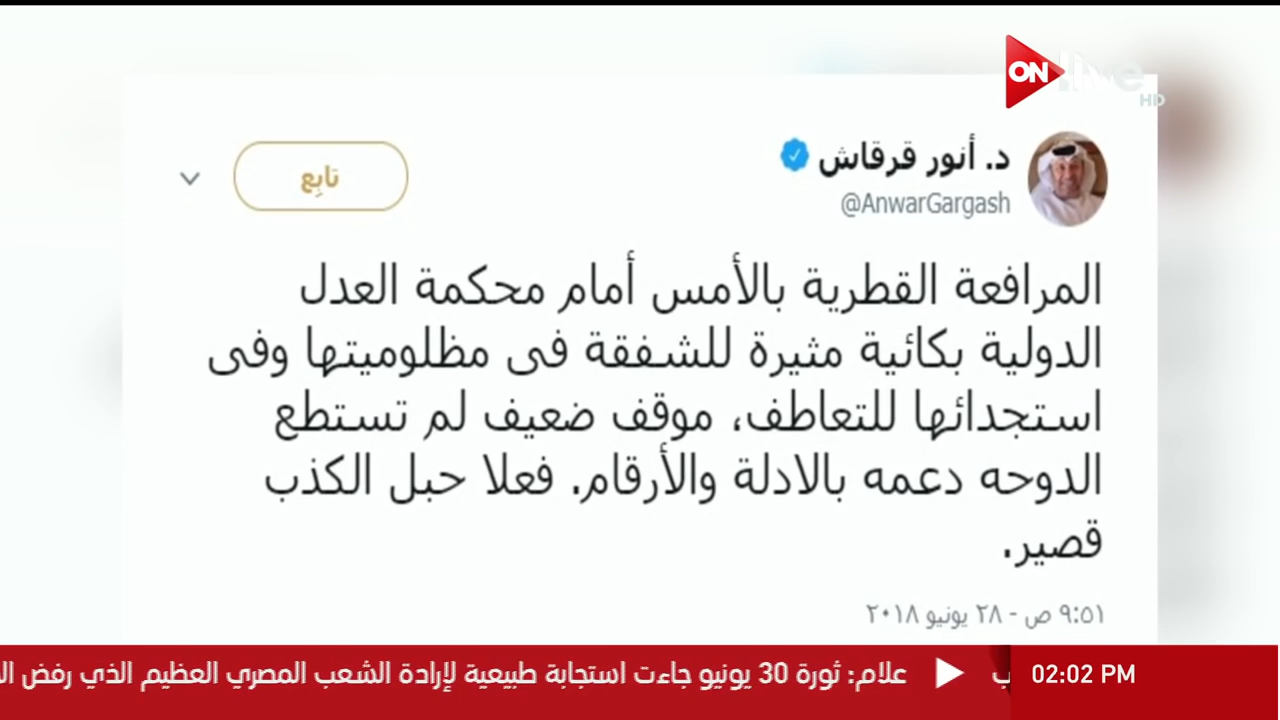 ON live
HD
د. أنور قرقاش
@AnwarGargash
تابِع
المرافعة القطرية بالأمس أمام محكمة العدل
الدولية بكائية مثيرة للشفقة فى مظلوميتها وفى
استجدائها للتعاطف، موقف ضعيف لم تستطع
الدوحه دعمه بالادلة والأرقام. فعلا حبل الكذب
قصير.
٩:٥١ ص - ٢٨ يونيو ٢٠١٨
علام: ثورة 30 يونيو جاءت استجابة طبيعية لإرادة الشعب المصري العظيم الذي رفض
02:02 PM